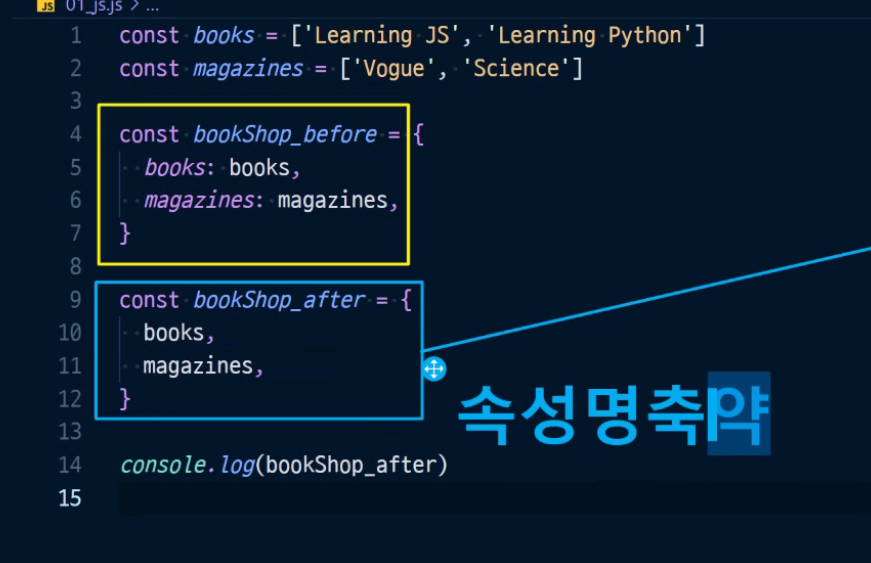 JS 01_js.js > ...
1 const books = ['Learning JS', 'Learning Python']
2 const magazines = ['Vogue', 'Science']
3
4 const bookShop_before = {
5 books: books,
6 magazines: magazines,
7 }
8
9 const bookShop_after = {
10 books,
11 magazines,
12 }
13
속성명축약
14 console.log(bookShop_after)
15